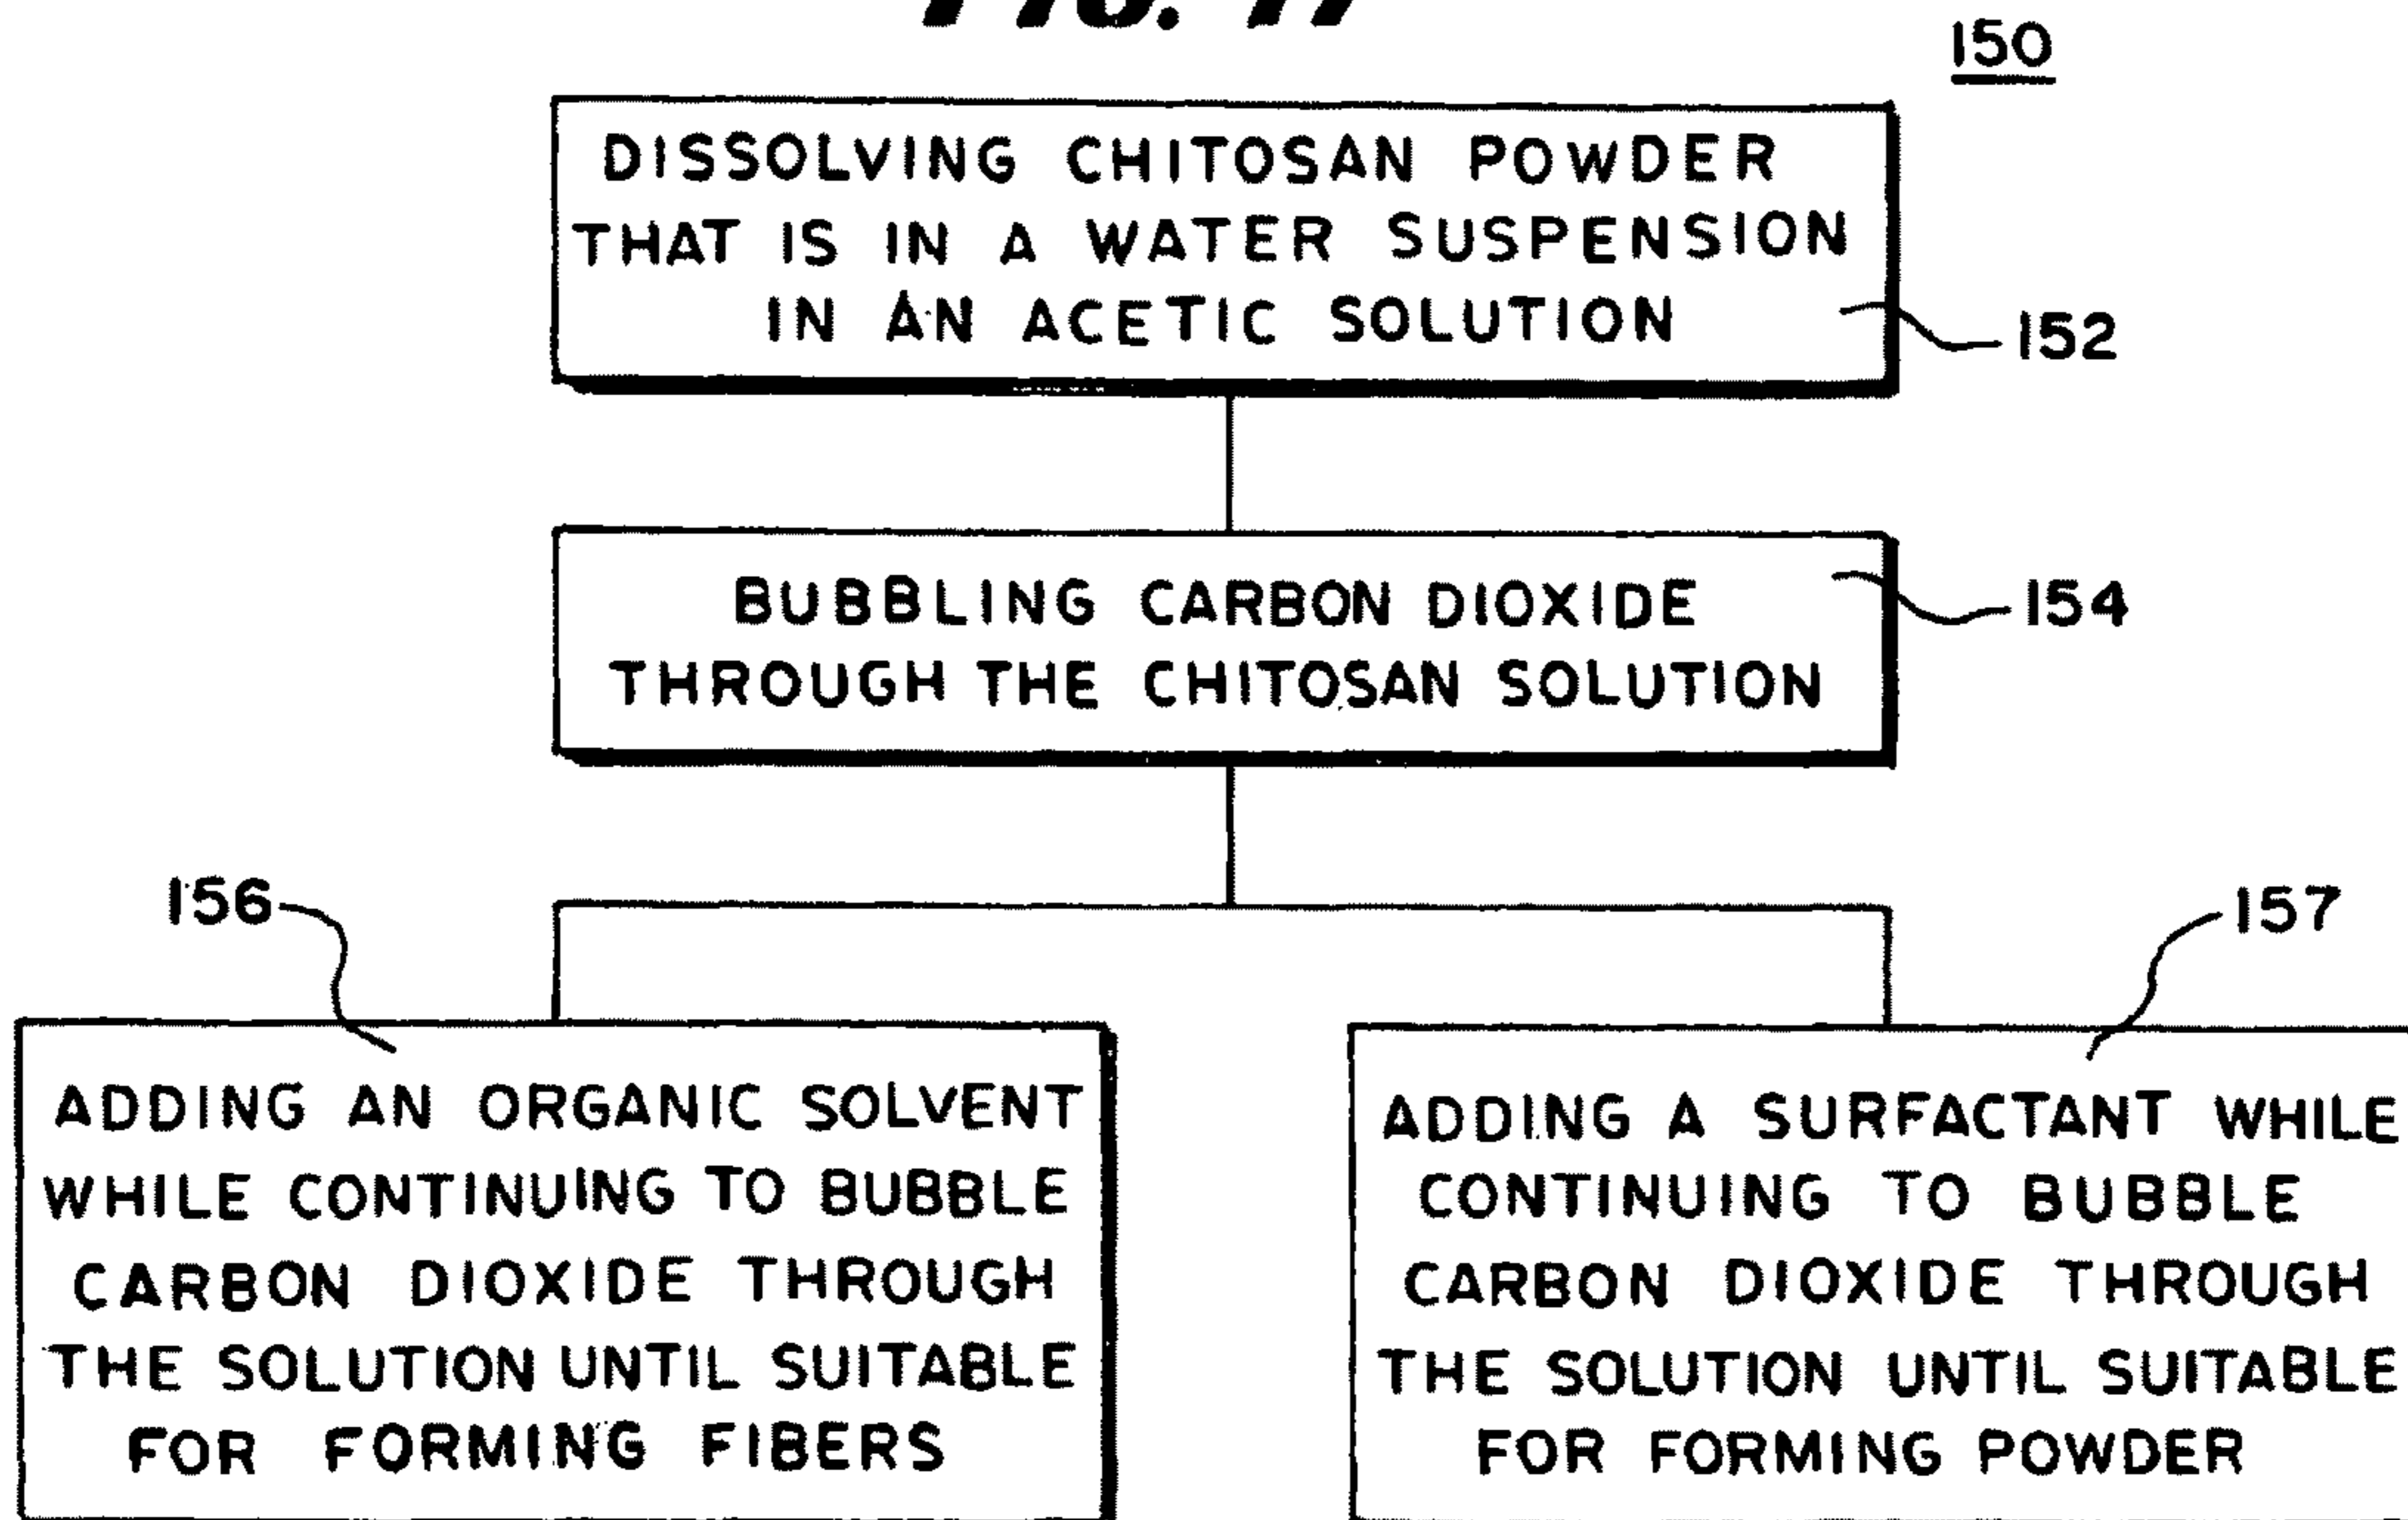 150
DISSOLVING CHITOSAN POWDER
THAT IS IN A WATER SUSPENSION
IN AN ACETIC SOLUTION
152
BUBBLING CARBON DIOXIDE
THROUGH THE CHITOSAN SOLUTION
154
156
157
ADDING AN ORGANIC SOLVENT
WHILE CONTINUING TO BUBBLE
CARBON DIOXIDE THROUGH
THE SOLUTION UNTIL SUITABLE
FOR FORMING FIBERS
ADDING A SURFACTANT WHILE
CONTINUING TO BUBBLE
CARBON DIOXIDE THROUGH
THE SOLUTION UNTIL SUITABLE
FOR FORMING POWDER